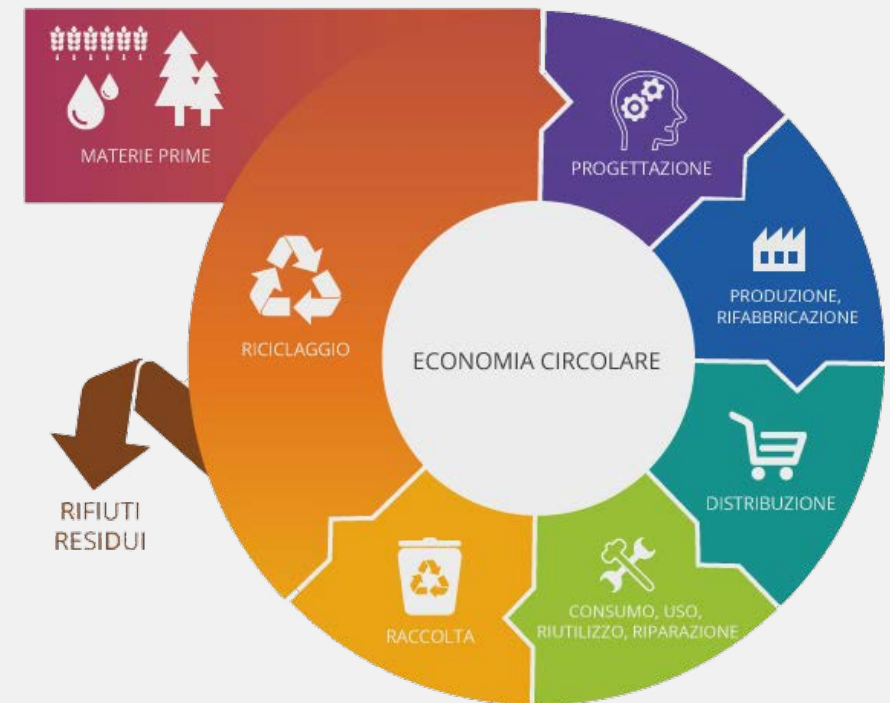 MATERIE PRIME
PROGETTAZIONE
PRODUZIONE,
RIFABBRICAZIONE
RICICLAGGIO
ECONOMIA CIRCOLARE
DISTRIBUZIONE
RIFIUTI
RESIDUI
CONSUMO, USO,
RIUTILIZZO, RIPARAZIONE
RACCOLTA